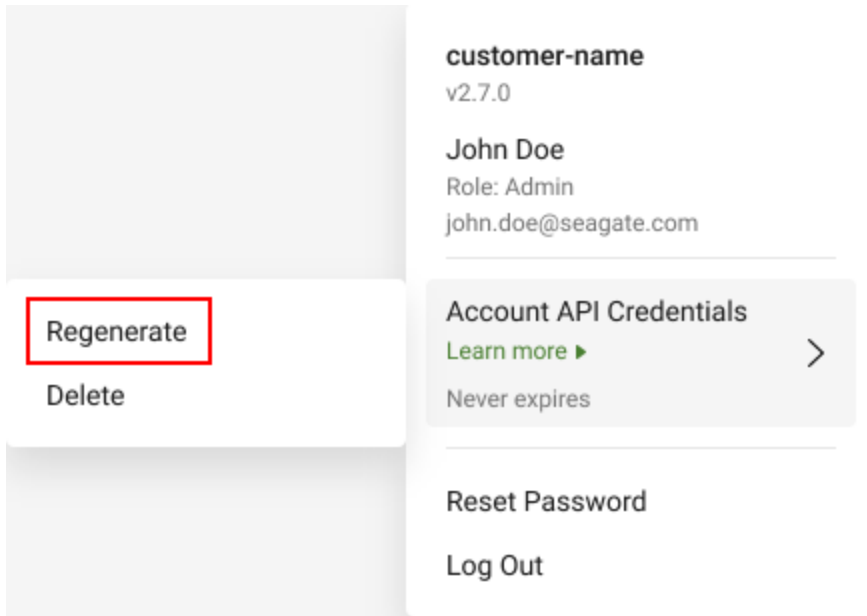 customer-name
v2.7.0
John Doe
Role: Admin
john.doe@seagate.com
Account API Credentials
Learn more
Never expires
Regenerate
Delete
Reset Password
Log Out